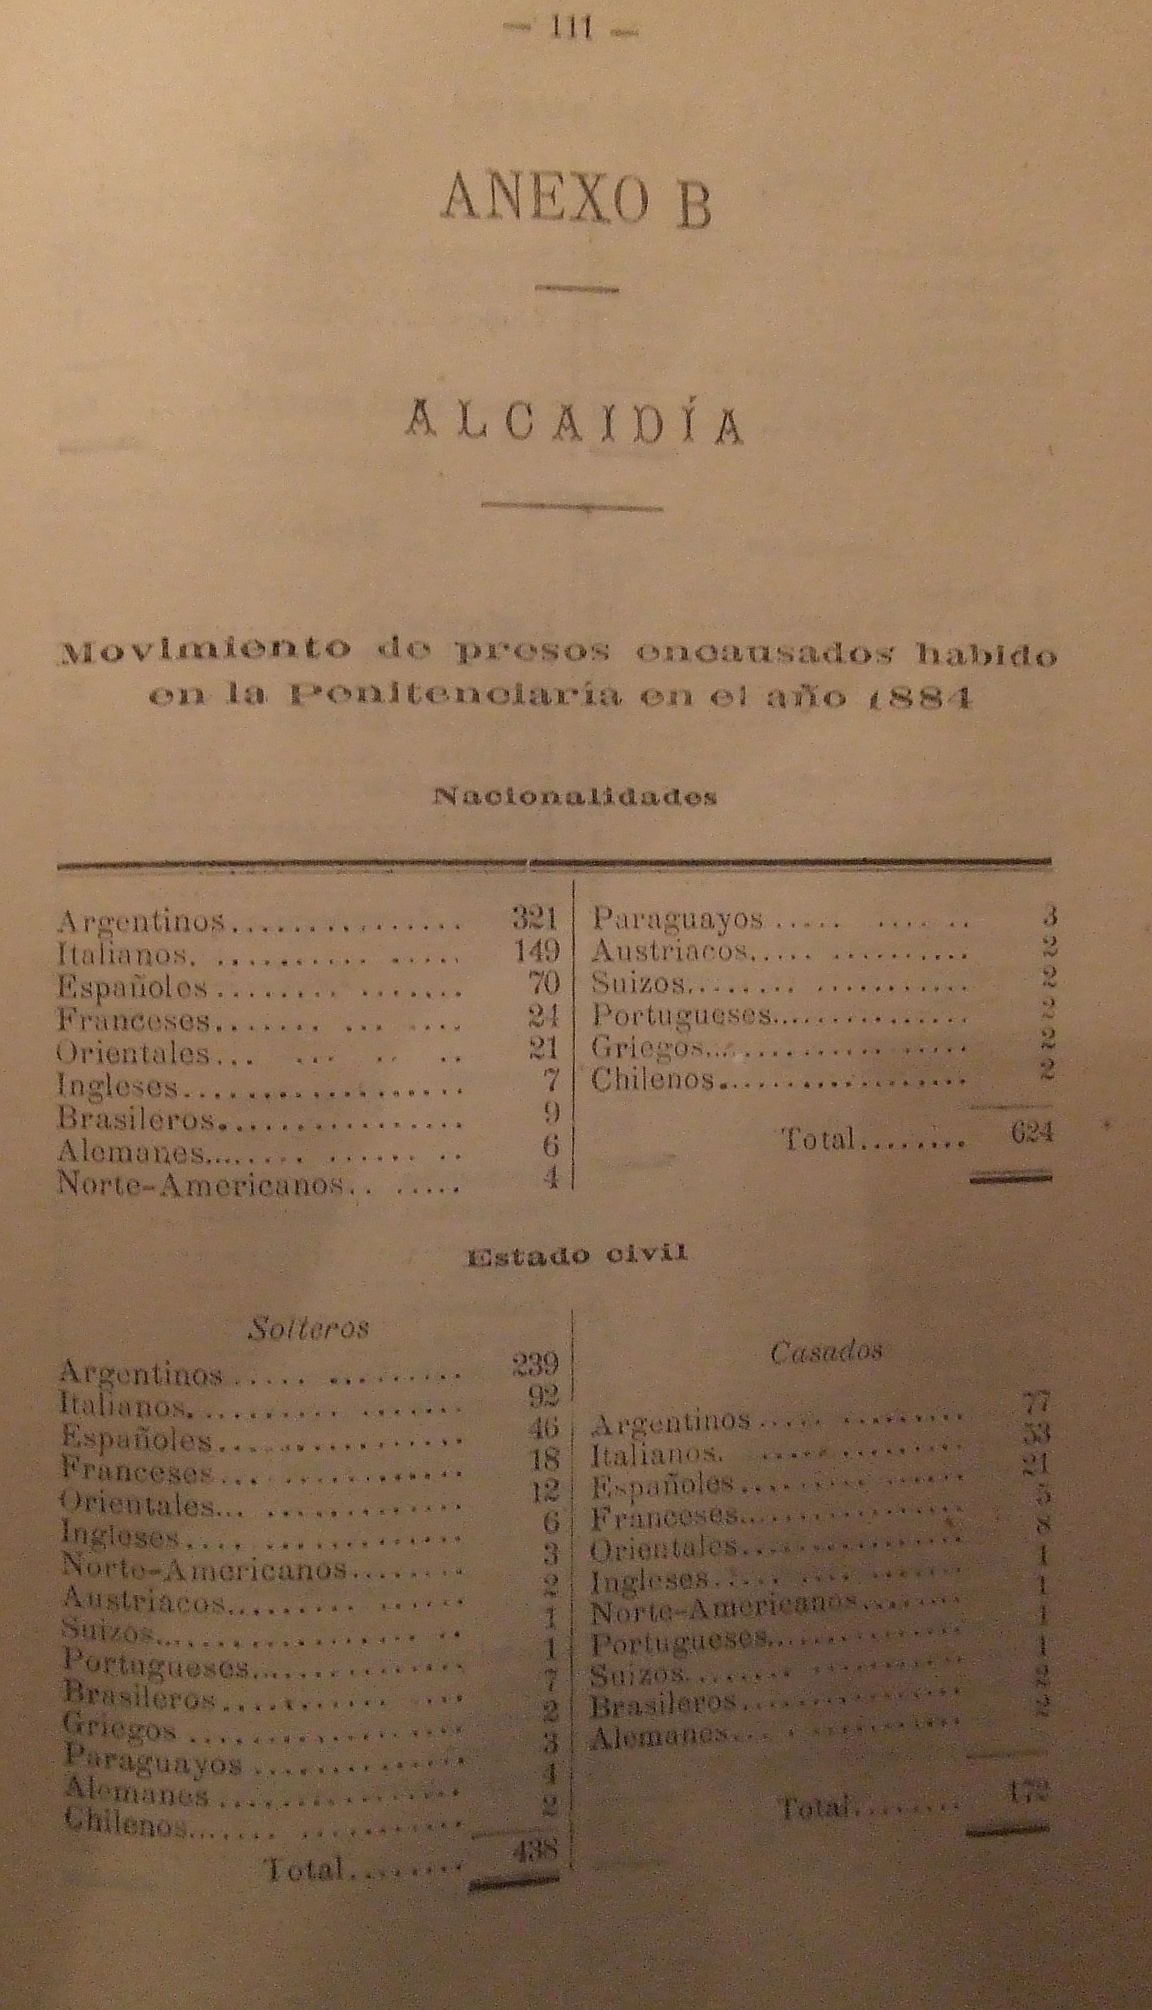 — 111 —
ANEXO B
ALCAIDÍA
Movimiento de presos encausados habido
en la Penitenciaría en el año 1884
Nacionalidades
Argentinos................ 321
Italianos. .......... ..... 149
Españoles........ ....... 70
Franceses....... ... .... 24
Orientales... ... .. .. 21
Ingleses................... 7
Brasileros................ 9
Alemanes........ ...... .. 6
Norte-Americanos.. ..... 4
Paraguayos ..... .... .. 3
Austriacos..... .......... 2
Suizos........ ........... 2
Portugueses............... 2
Griegos............. ..... 2
Chilenos.................. 2
Total........ 624
Estado civil
Solteros
Argentinos ..... ......... 239
Italianos.......... ....... 92
Españoles................ 46
Franceses... ............ 18
Orientales... ............. 12
Ingleses.... ............. 6
Norte-Americanos........ 3
Austriacos......... ...... 2
Suizos................ .. 1
Portugueses.............. 1
Brasileros........... .... 7
Griegos ............ .... 2
Paraguayos .............. 3
Alemanes ................ 4
Chilenos....... ........... 2
Total........ 438
Casados
Argentinos ..... ......... 77
Italianos. .............. 53
Españoles......... ...... 21
Franceses............... 5
Orientales................ 8
Ingleses..... .... ....... 1
Norte-Americanos........ 1
Portugueses.............. 1
Suizos........ .......... 1
Brasileros............... 2
Alemanes... . .......... 2
Total........ 172